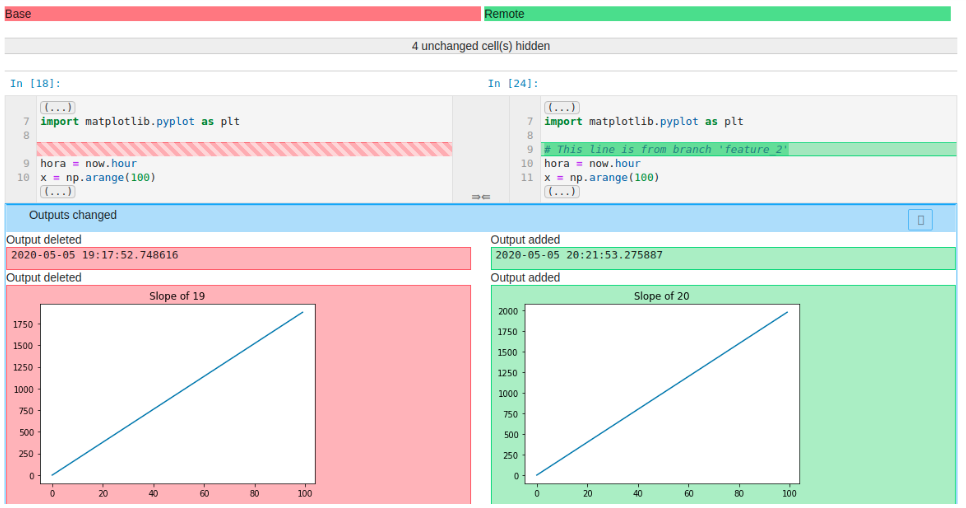 Base
Remote
4 unchanged cell(s) hidden
In [18]:
(...)
7 import matplotlib.pyplot as plt
8
9 hora = now.hour
10 x = np.arange(100)
(...)
In [24]:
(...)
7 import matplotlib.pyplot as plt
8
9 # This line is from branch 'feature_2'
10 hora = now.hour
11 x = np.arange(100)
(...)
Outputs changed
Output deleted
2020-05-05 19:17:52.748616
Output added
2020-05-05 20:21:53.275887
Output deleted
Slope of 19
1750
1500
1250
1000
750
500
250
0
0 20 40 60 80 100
Output added
Slope of 20
2000
1750
1500
1250
1000
750
500
250
0
0 20 40 60 80 100